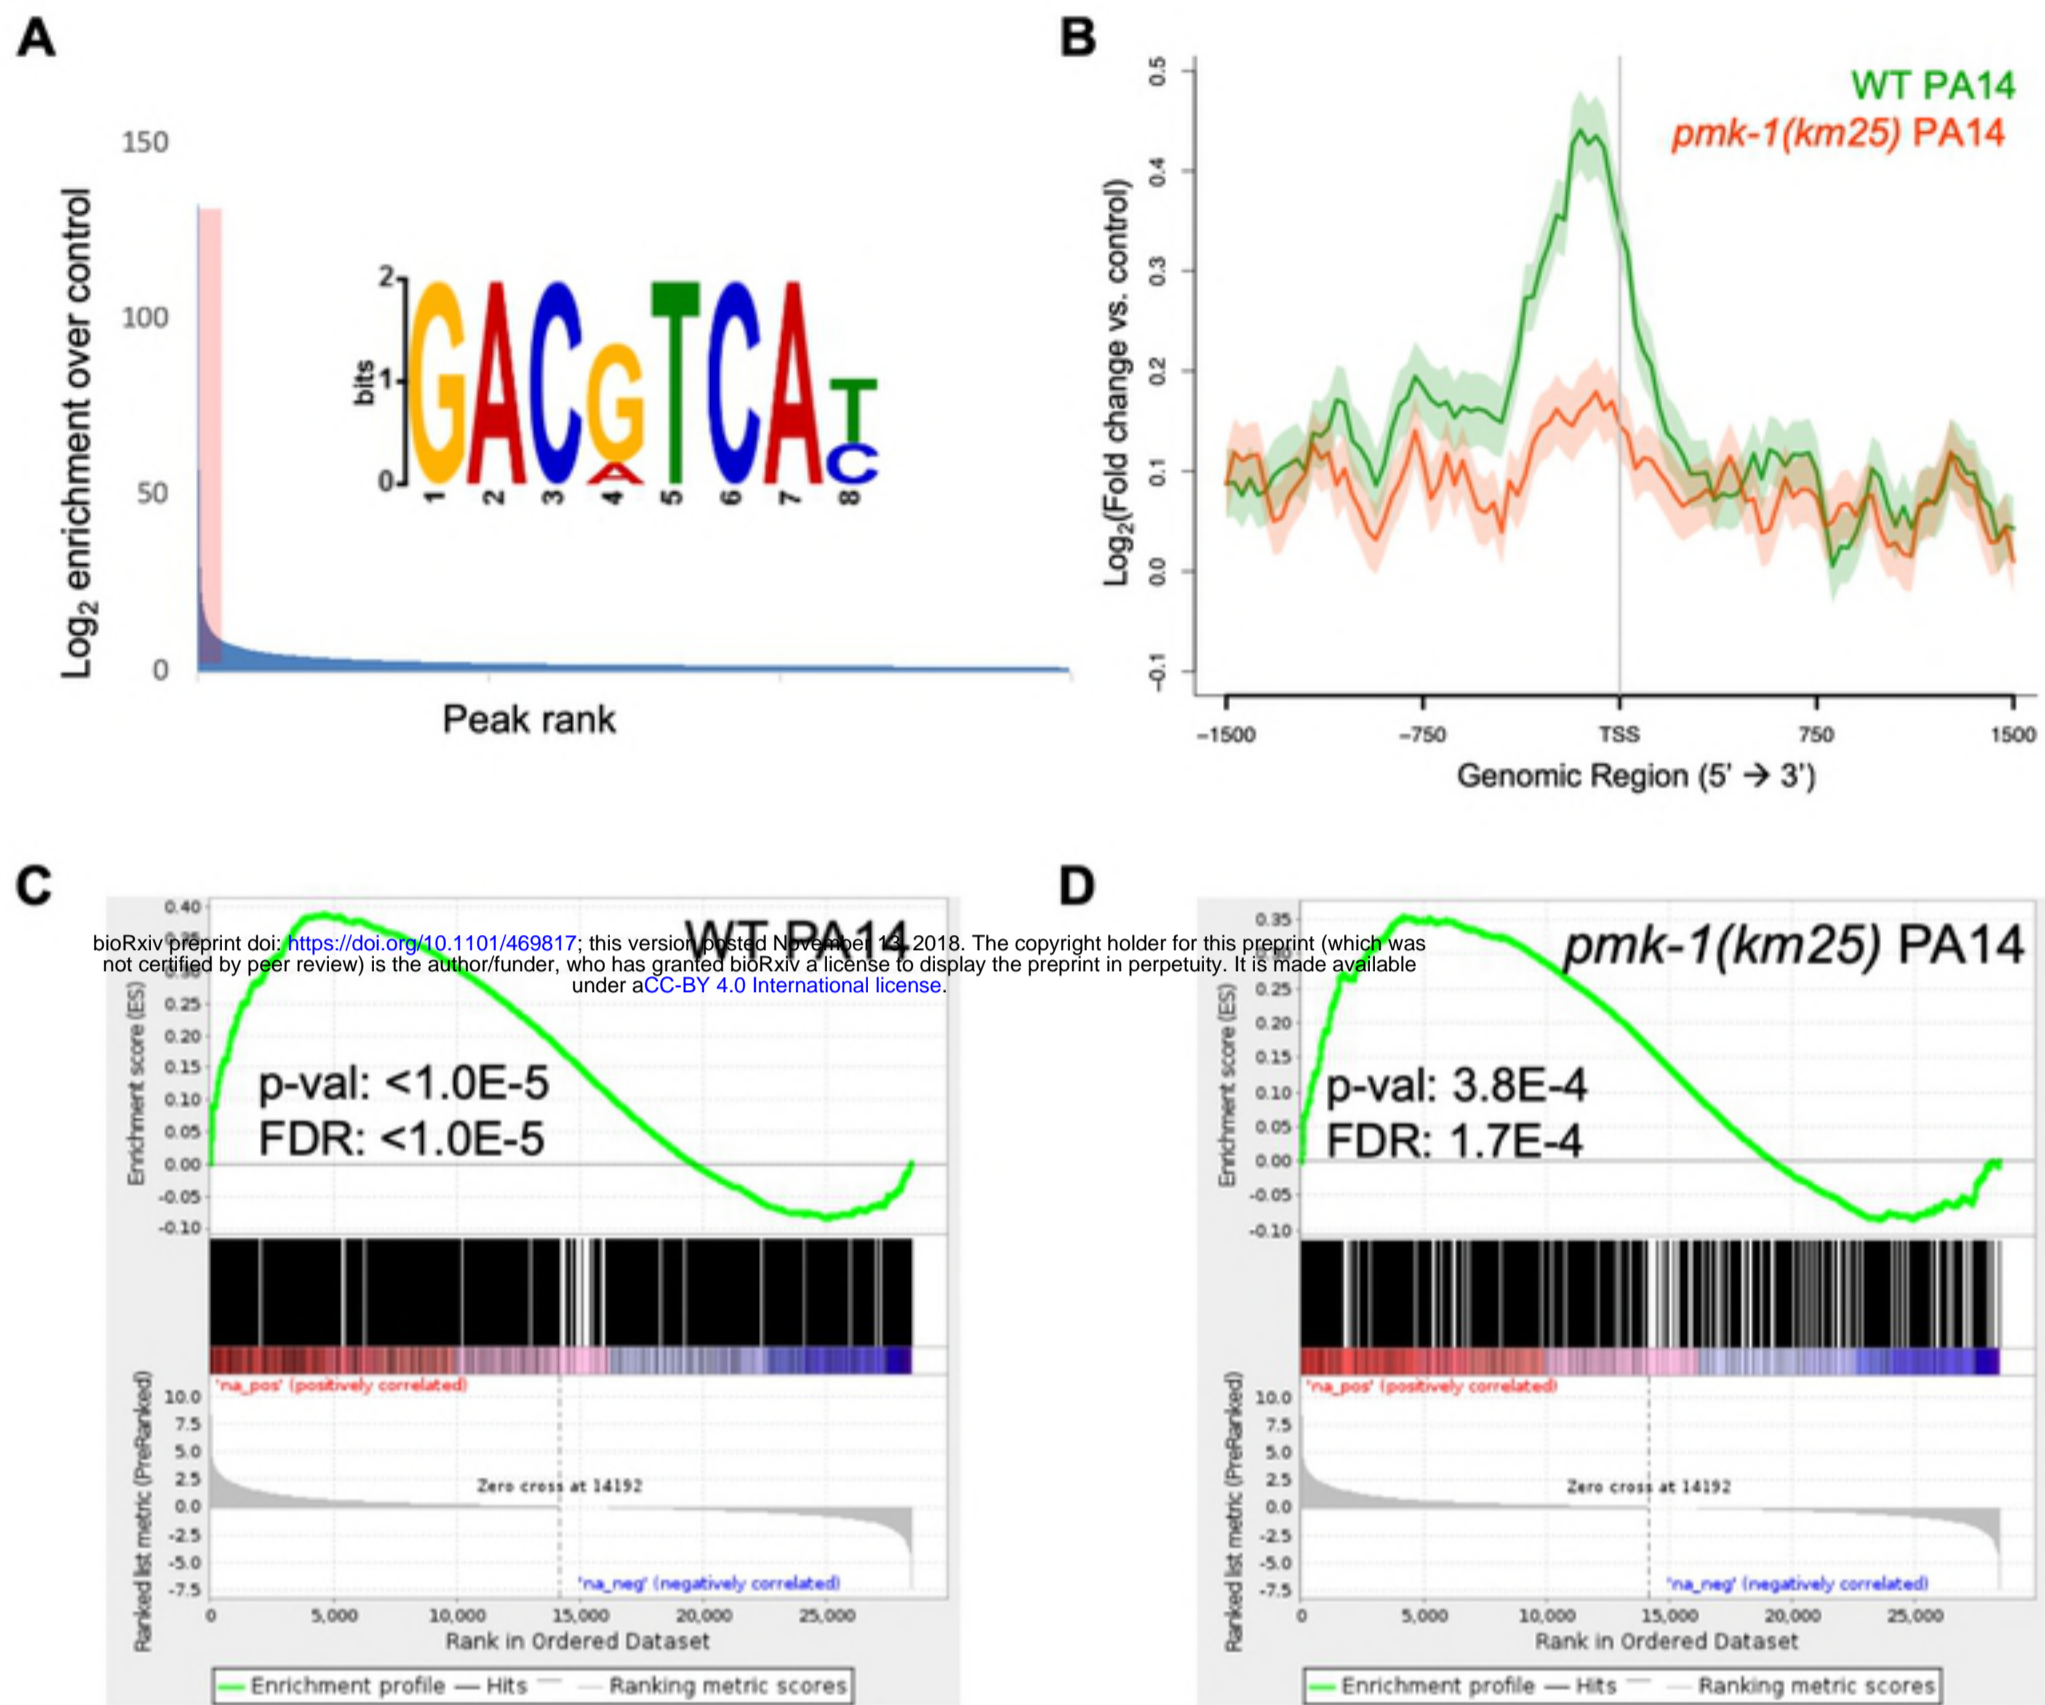 A
Log2 enrichment over control
150
100
50
0
Peak rank
bits
2
1
0
GACGTCAT
A C
1 2 3 4 5 6 7 8
B
Log2(Fold change vs. control)
0.5
0.4
0.3
0.2
0.1
0.0
-0.1
WT PA14
pmk-1(km25) PA14
-1500 -750 TSS 750 1500
Genomic Region (5' → 3')
C
WT PA14
bioRxiv preprint doi: https://doi.org/10.1101/469817; this version posted November 13, 2018. The copyright holder for this preprint (which was
not certified by peer review) is the author/funder, who has granted bioRxiv a license to display the preprint in perpetuity. It is made available
under aCC-BY 4.0 International license.
Enrichment score (ES)
0.40
0.25
0.20
0.15
0.10
0.05
0.00
-0.05
-0.10
p-val: <1.0E-5
FDR: <1.0E-5
'na_pos' (positively correlated)
Ranked list metric (PreRanked)
10.0
7.5
5.0
2.5
0.0
-2.5
-5.0
-7.5
Zero cross at 14192
'na_neg' (negatively correlated)
0 5,000 10,000 15,000 20,000 25,000
Rank in Ordered Dataset
Enrichment profile Hits Ranking metric scores
D
pmk-1(km25) PA14
Enrichment score (ES)
0.35
0.25
0.20
0.15
0.10
0.05
0.00
-0.05
-0.10
p-val: 3.8E-4
FDR: 1.7E-4
'na_pos' (positively correlated)
Ranked list metric (PreRanked)
10.0
7.5
5.0
2.5
0.0
-2.5
-5.0
-7.5
Zero cross at 14192
'na_neg' (negatively correlated)
0 5,000 10,000 15,000 20,000 25,000
Rank in Ordered Dataset
Enrichment profile Hits Ranking metric scores